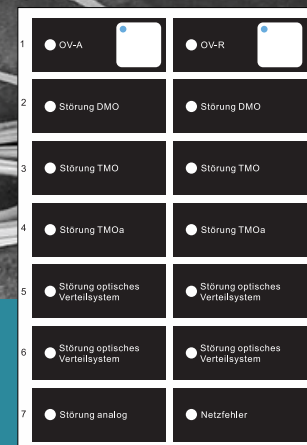 1 OV-A OV-R
2 Störung DMO Störung DMO
3 Störung TMO Störung TMO
4 Störung TMOa Störung TMOa
5 Störung optisches Verteilsystem Störung optisches Verteilsystem
6 Störung optisches Verteilsystem Störung optisches Verteilsystem
7 Störung analog Netzfehler